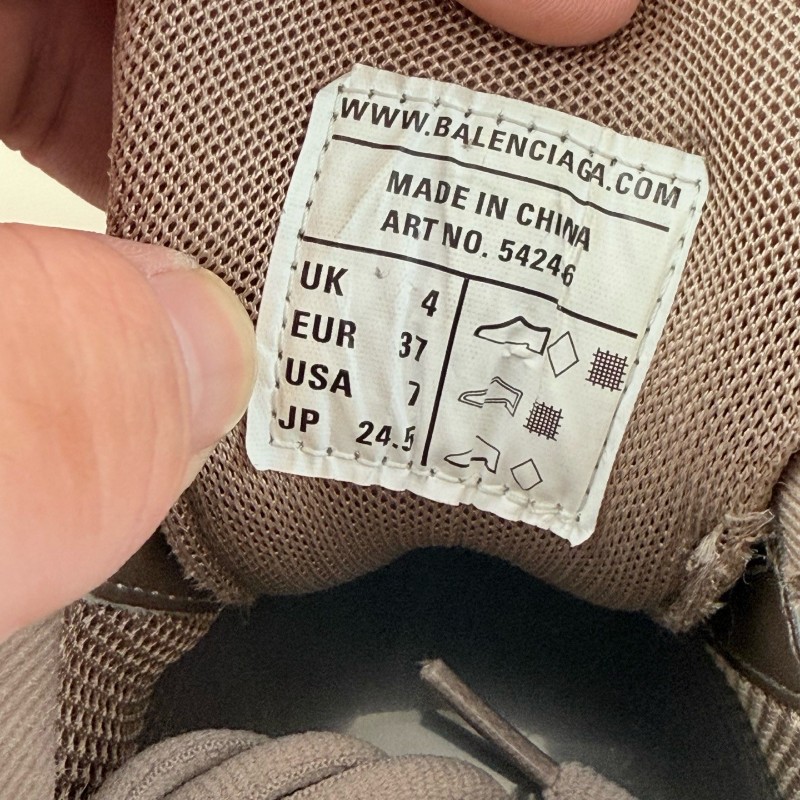 WWW.BALENCIAGA.COM
MADE IN CHINA
ART NO. 54246
UK 4
EUR 37
USA 7
JP 24.5